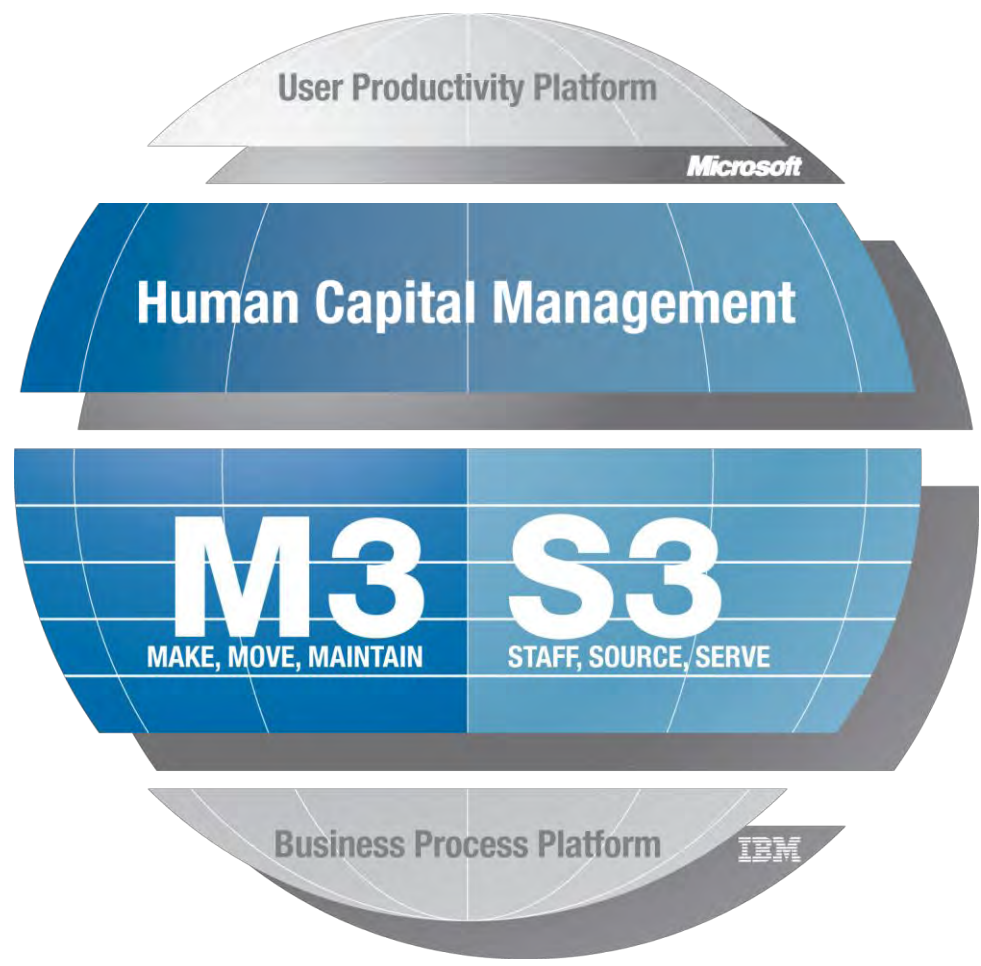 User Productivity Platform
Microsoft
Human Capital Management
M3 S3
MAKE, MOVE, MAINTAIN STAFF, SOURCE, SERVE
Business Process Platform
IBM